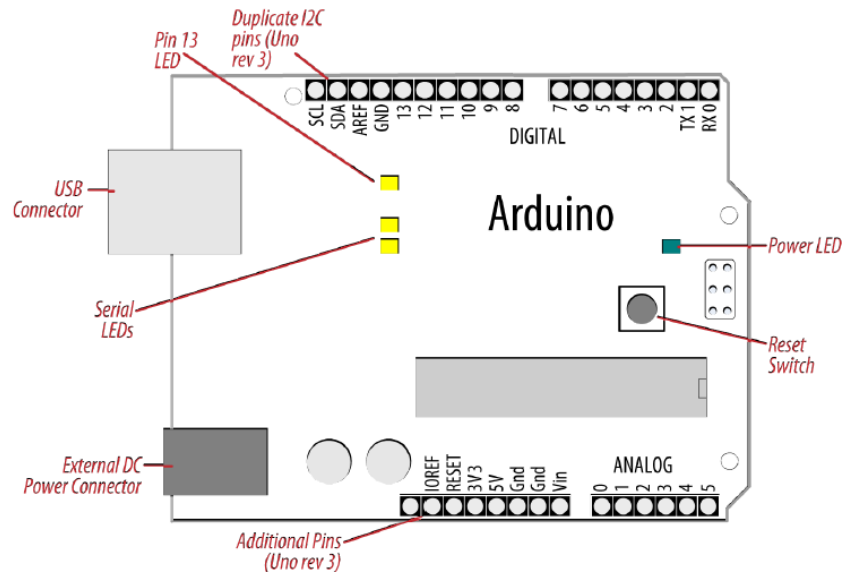 Duplicate I2C
pins (Uno
rev 3)
Pin 13
LED
SCL
SDA
AREF
GND
13
12
11
10
9
8
7
6
5
4
3
2
TX 1
RX 0
DIGITAL
USB
Connector
Arduino
Power LED
Serial
LEDs
Reset
Switch
External DC
Power Connector
IOREF
RESET
3V3
5V
Gnd
Gnd
Vin
ANALOG
0
1
2
3
4
5
Additional Pins
(Uno rev 3)